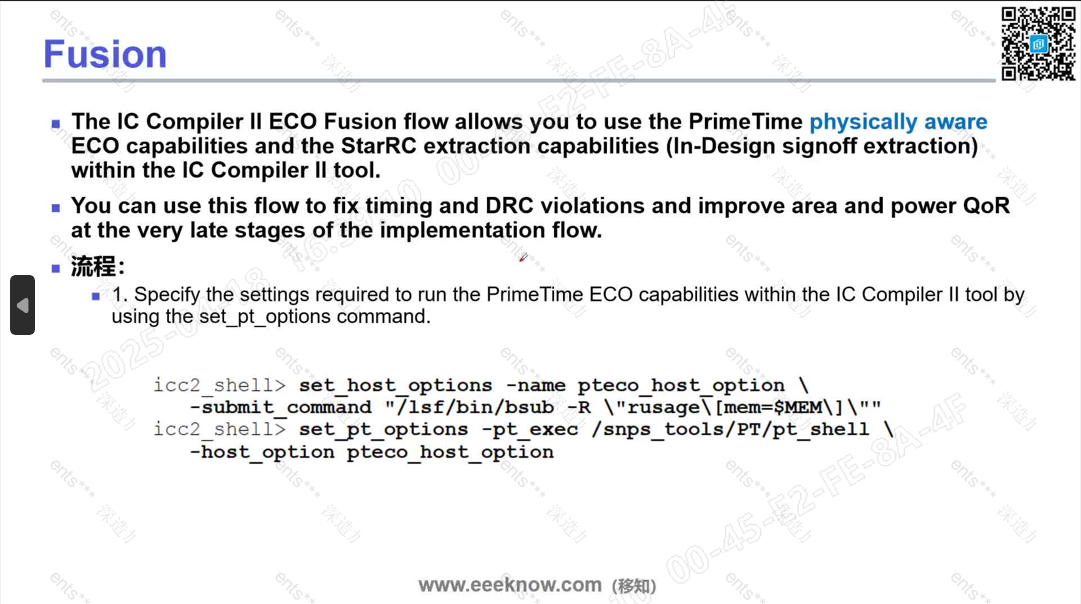 Fusion
The IC Compiler II ECO Fusion flow allows you to use the PrimeTime physically aware
ECO capabilities and the StarRC extraction capabilities (In-Design signoff extraction)
within the IC Compiler II tool.
You can use this flow to fix timing and DRC violations and improve area and power QoR
at the very late stages of the implementation flow.
流程：
1. Specify the settings required to run the PrimeTime ECO capabilities within the IC Compiler II tool by
using the set_pt_options command.
icc2_shell> set_host_options -name pteco_host_option \
-submit_command "/lsf/bin/bsub -R \"rusage\[mem=$MEM\]\""
icc2_shell> set_pt_options -pt_exec /snps_tools/PT/pt_shell \
-host_option pteco_host_option
www.eeeknow.com（移知）